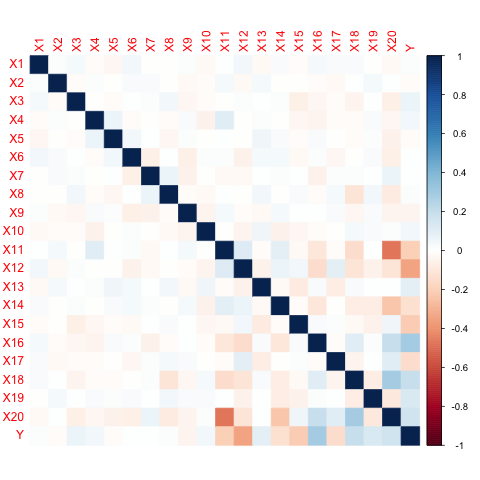 X1 X2 X3 X4 X5 X6 X7 X8 X9 X10 X11 X12 X13 X14 X15 X16 X17 X18 X19 X20 Y
X1
X2
X3
X4
X5
X6
X7
X8
X9
X10
X11
X12
X13
X14
X15
X16
X17
X18
X19
X20
Y
1
0.8
0.6
0.4
0.2
0
-0.2
-0.4
-0.6
-0.8
-1